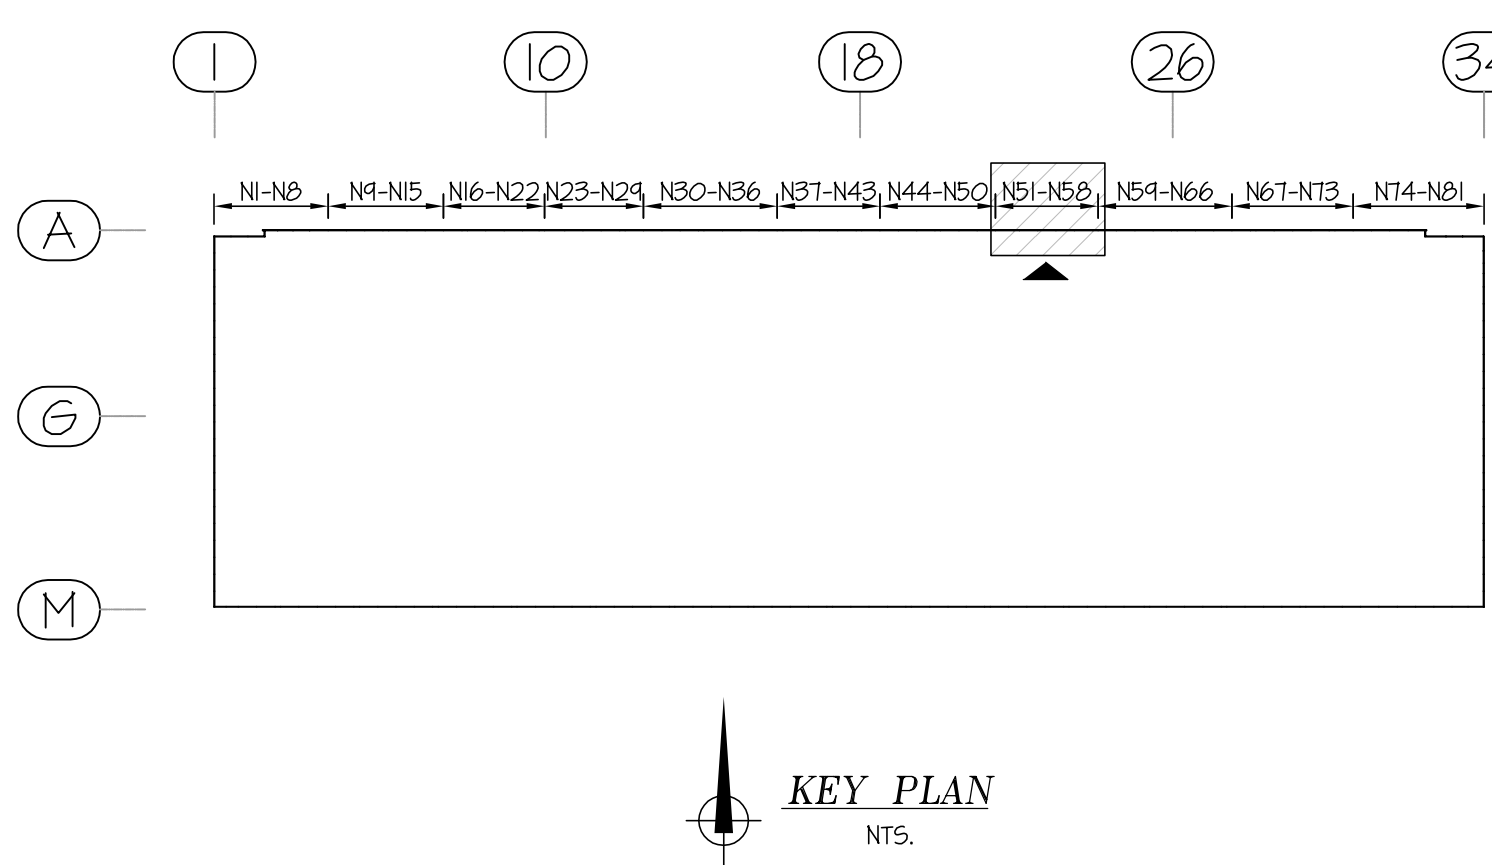 1 10 18 26 34
N1-N8 N9-N15 N16-N22 N23-N29 N30-N36 N37-N43 N44-N50 N51-N58 N59-N66 N67-N73 N74-N81
A
G
M
KEY PLAN
NTS.